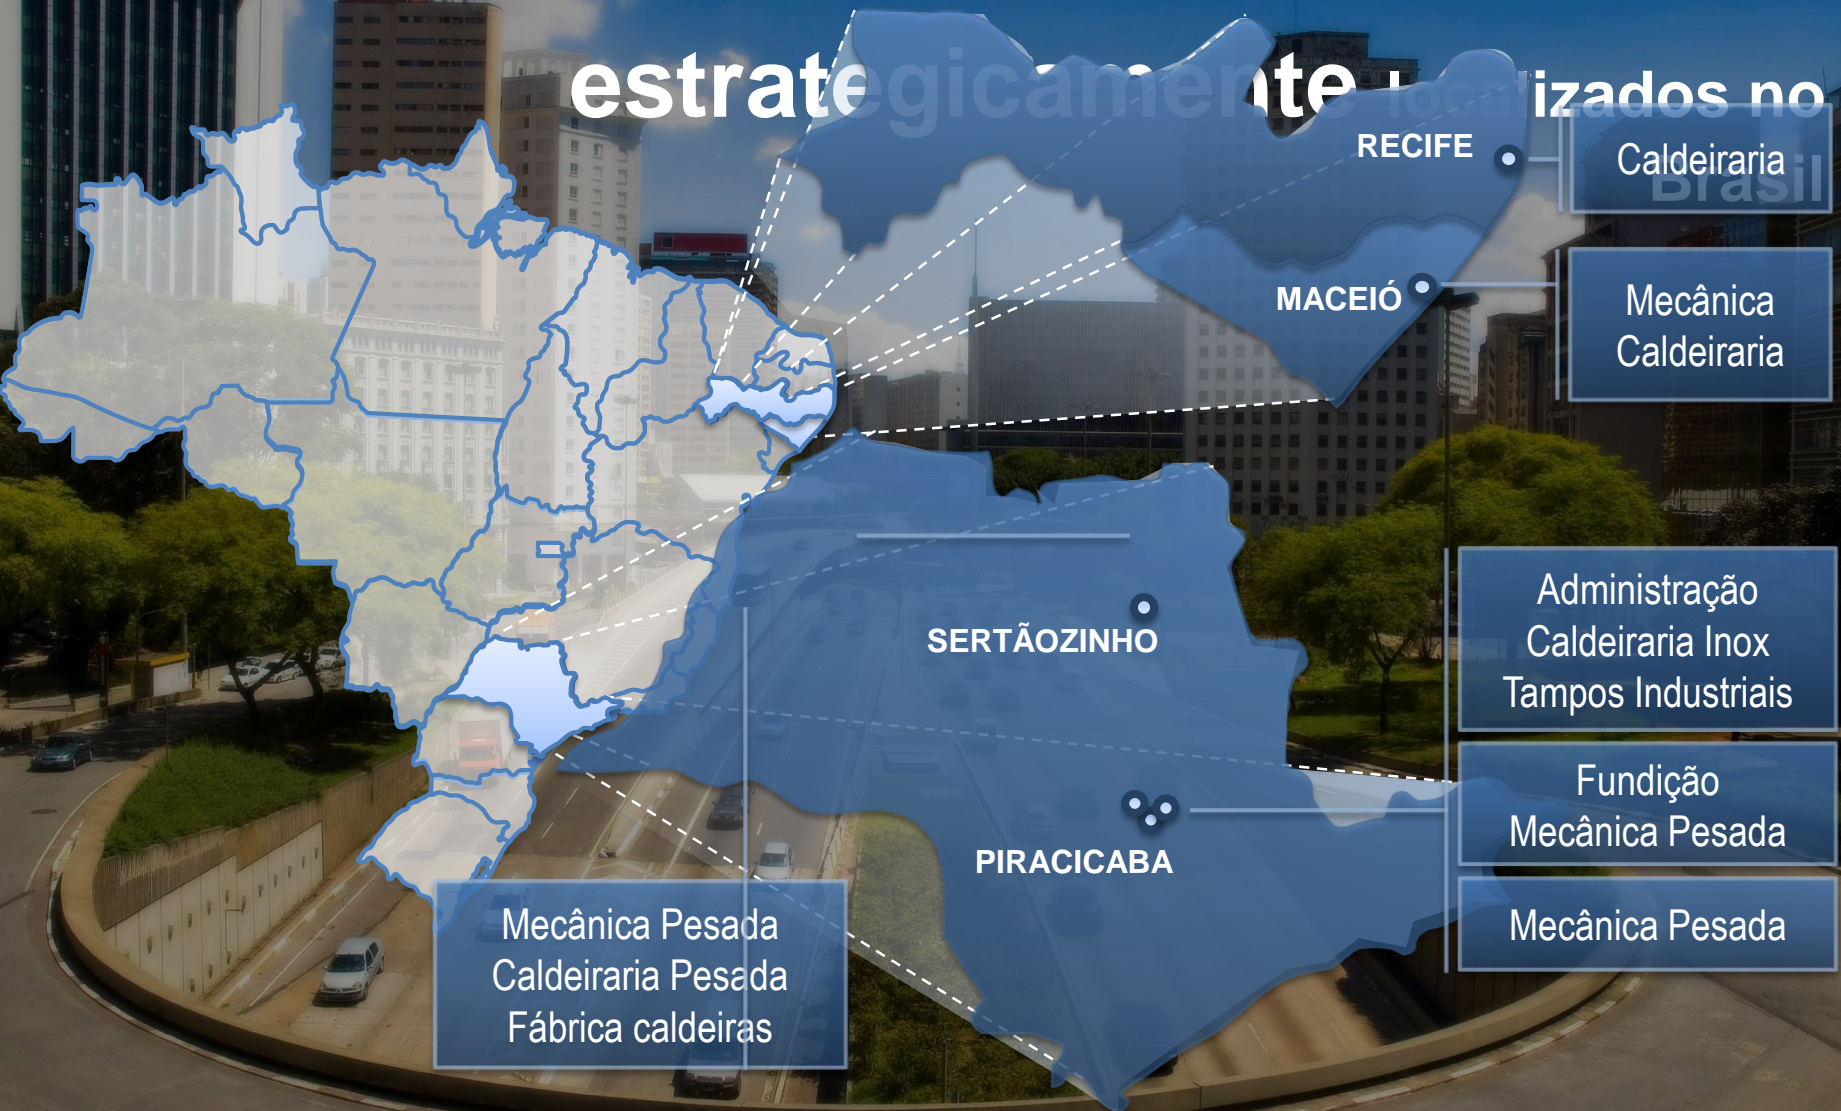 estrategicamente localizados no
Brasil
RECIFE
Caldeiraria
MACEIÓ
Mecânica
Caldeiraria
SERTÃOZINHO
Administração
Caldeiraria Inox
Tampos Industriais
PIRACICABA
Fundição
Mecânica Pesada
Mecânica Pesada
Mecânica Pesada
Caldeiraria Pesada
Fábrica caldeiras